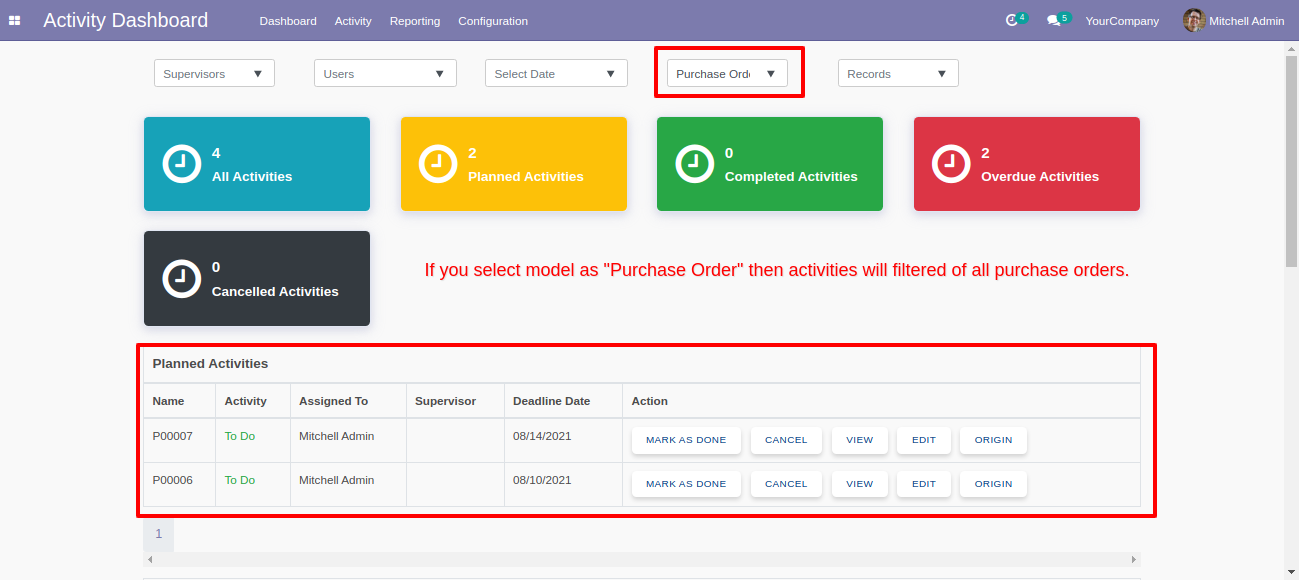 Activity Dashboard Dashboard Activity Reporting Configuration 4 5 YourCompany Mitchell Admin
Supervisors Users Select Date Purchase Orde Records
4
All Activities
2
Planned Activities
0
Completed Activities
2
Overdue Activities
0
Cancelled Activities
If you select model as "Purchase Order" then activities will filtered of all purchase orders.
Planned Activities
Name Activity Assigned To Supervisor Deadline Date Action
P00007 To Do Mitchell Admin 08/14/2021 MARK AS DONE CANCEL VIEW EDIT ORIGIN
P00006 To Do Mitchell Admin 08/10/2021 MARK AS DONE CANCEL VIEW EDIT ORIGIN
1